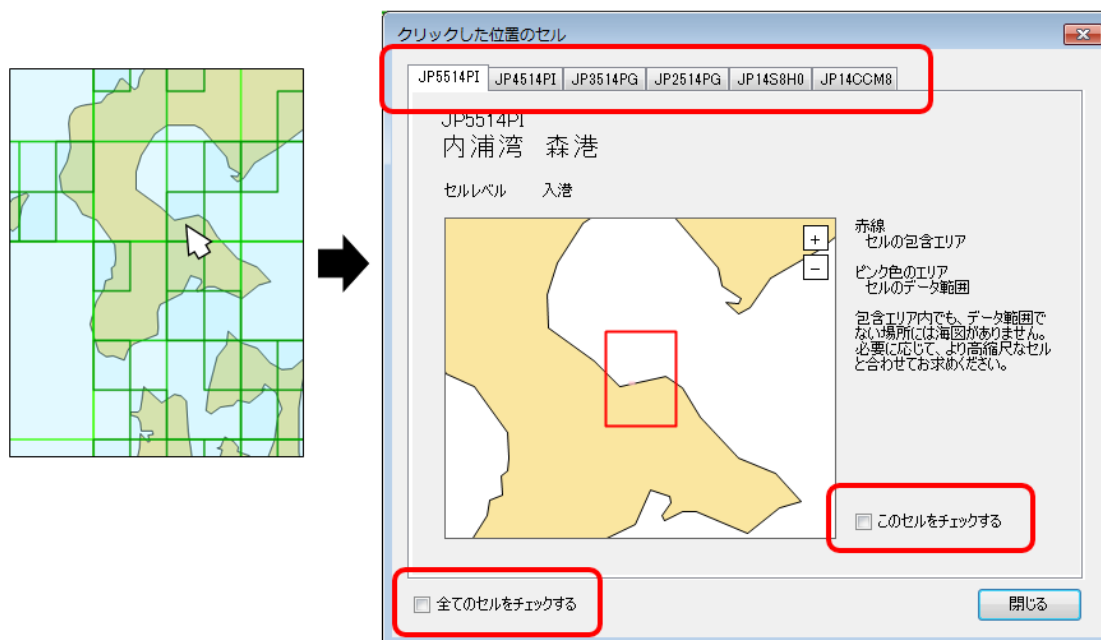 クリックした位置のセル
JP5514PI JP4514PI JP3514PG JP2514PG JP14S8H0 JP14CCM8
JP5514PI
内浦湾 森港
セルレベル 入港
+
−
赤線
セルの包含エリア
ピンク色のエリア
セルのデータ範囲
包含エリア内でも、データ範囲で
ない場所には海図がありません。
必要に応じて、より高縮尺なセル
と合わせてお求めください。
このセルをチェックする
全てのセルをチェックする
閉じる